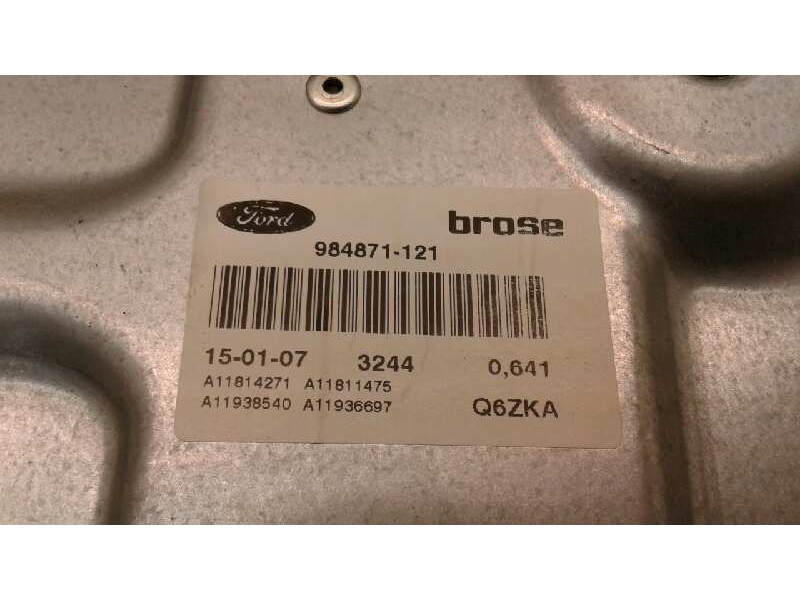 Ford brose
984871-121
15-01-07 3244 0,641
A11814271 A11811475
A11938540 A11936697 Q6ZKA